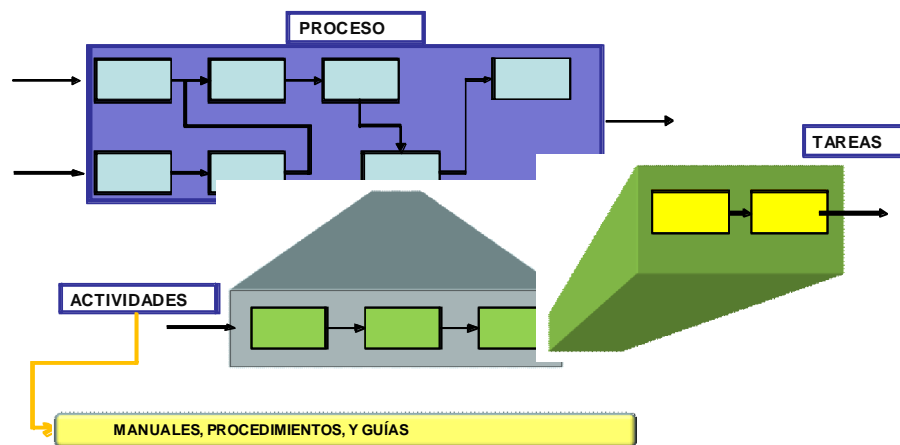 PROCESO
TAREAS
ACTIVIDADES
MANUALES, PROCEDIMIENTOS, Y GUÍAS